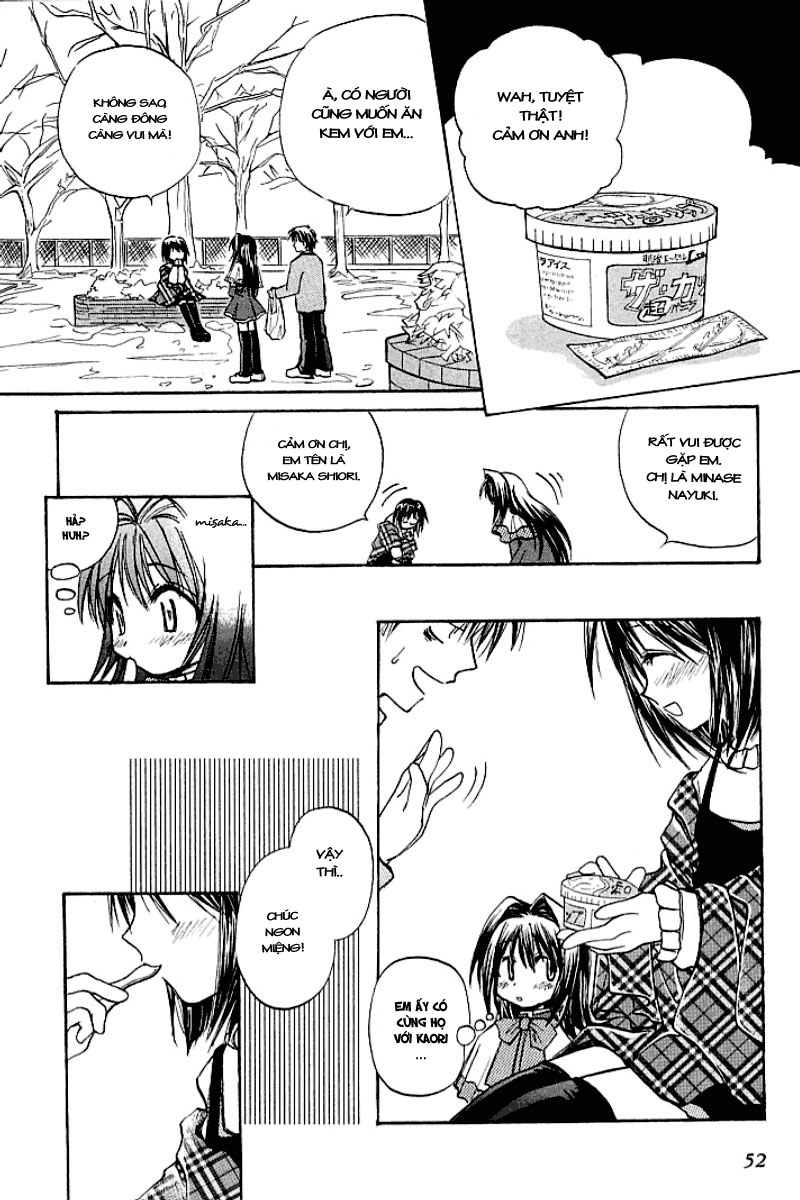 WAH, TUYỆT
THẬT!
CẢM ƠN ANH!
À, CÓ NGƯỜI
CŨNG MUỐN ĂN
KEM VỚI EM...
KHÔNG SAO,
CÀNG ĐÔNG
CÀNG VUI MÀ!
RẤT VUI ĐƯỢC
GẶP EM.
CHỊ LÀ MINASE
NAYUKI.
CẢM ƠN CHỊ,
EM TÊN LÀ
MISAKA SHIORI.
misaka...
HẢ?
HUH?
EM ẤY CÓ
CÙNG HỌ
VỚI KAORI
...
VẬY
THÌ..
CHÚC
NGON
MIỆNG!
52